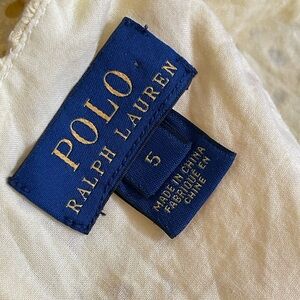 POLO
RALPH LAUREN
5
MADE IN CHINA
FABRIQUÉ EN
CHINE